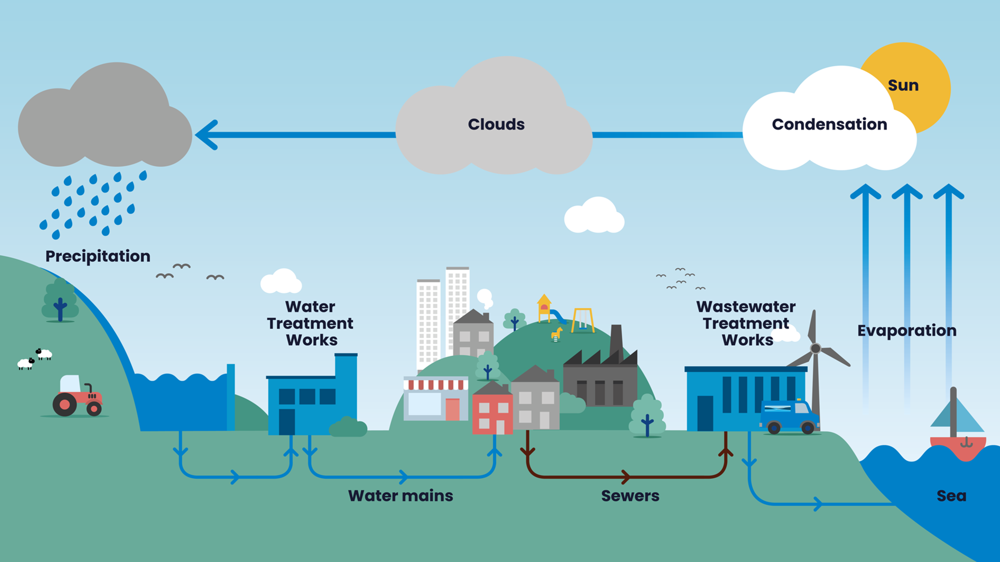 Sun
Clouds
Condensation
Precipitation
Water
Treatment
Works
Wastewater
Treatment
Works
Evaporation
Water mains
Sewers
Sea